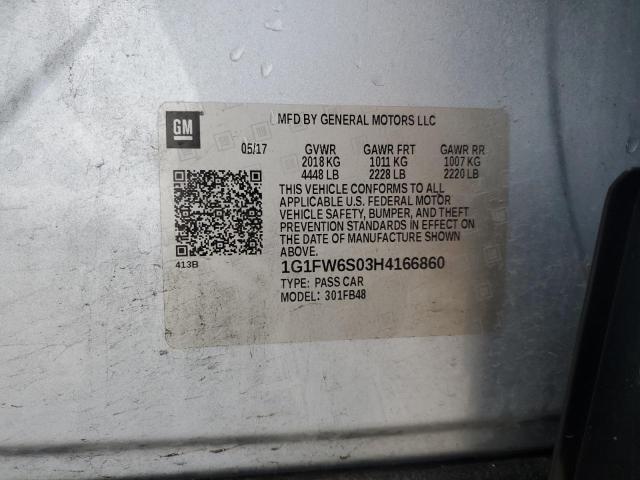 GM
MFD BY GENERAL MOTORS LLC
05/17 GVWR GAWR FRT GAWR RR
2018 KG 1011 KG 1007 KG
4448 LB 2228 LB 2220 LB
THIS VEHICLE CONFORMS TO ALL
APPLICABLE U.S. FEDERAL MOTOR
VEHICLE SAFETY, BUMPER, AND THEFT
PREVENTION STANDARDS IN EFFECT
ON THE DATE OF MANUFACTURE SHOWN
ABOVE.
413B
1G1FW6S03H4166860
TYPE: PASS CAR
MODEL: 301FB48